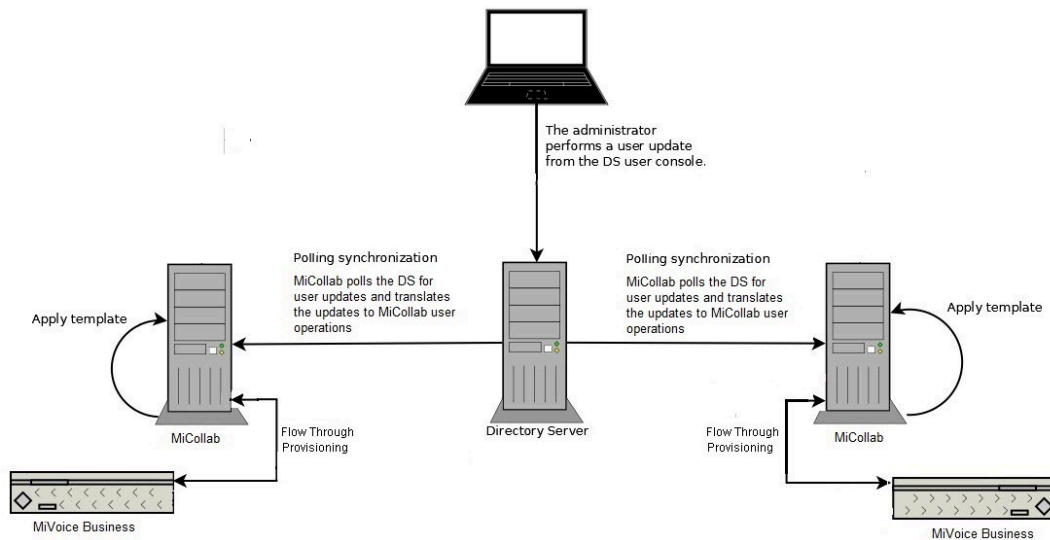 The administrator
performs a user update
from the DS user console.
Polling synchronization
MiCollab polls the DS for
user updates and translates
the updates to MiCollab user
operations
Polling synchronization
MiCollab polls the DS for
user updates and translates
the updates to MiCollab user
operations
Apply template
Apply template
MiCollab
Flow Through
Provisioning
Directory Server
Flow Through
Provisioning
MiCollab
MiVoice Business
MiVoice Business